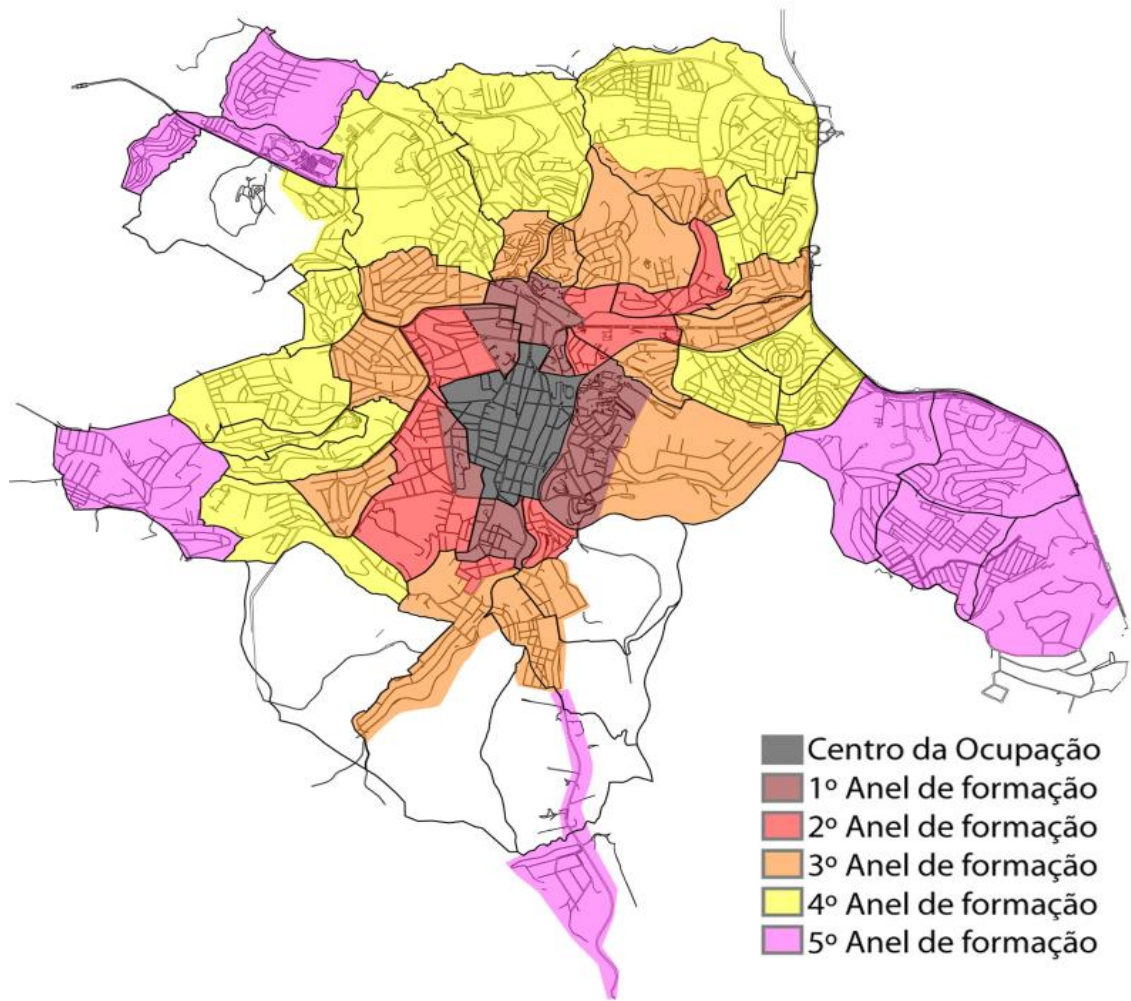 Centro da Ocupação
1º Anel de formação
2º Anel de formação
3º Anel de formação
4º Anel de formação
5º Anel de formação